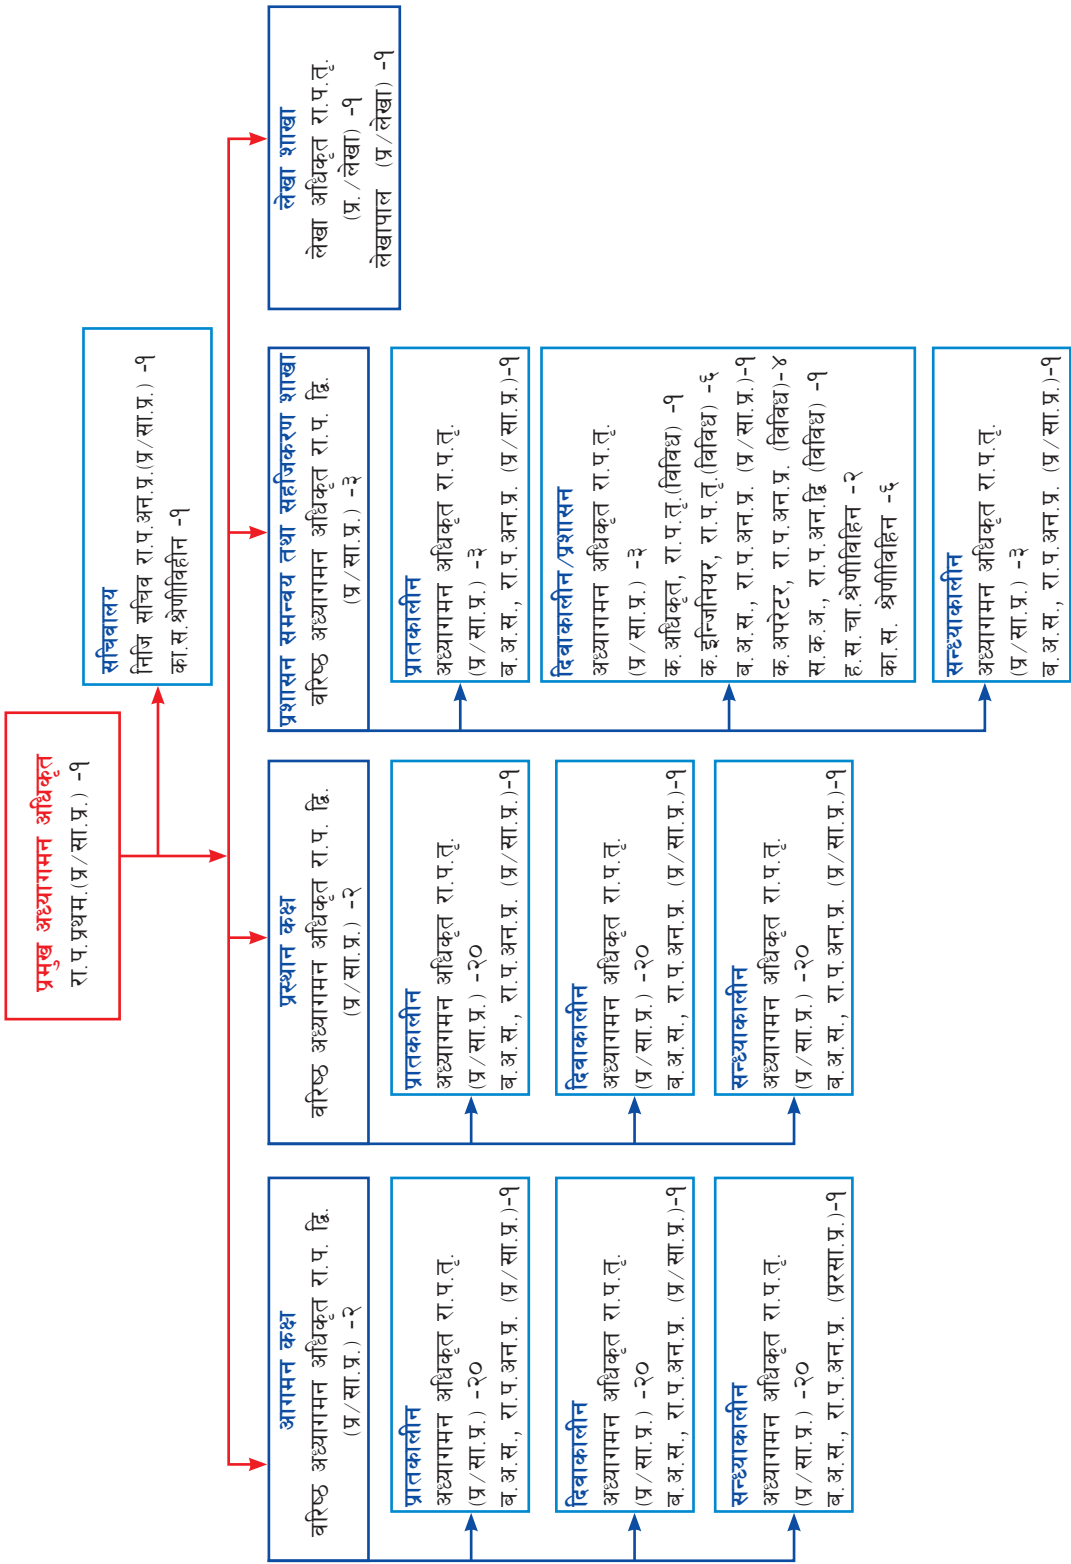 प्रमुख अध्यागमन अधिकृत
रा.प.प्रथम.(प्र/सा.प्र.) -१
सचिवालय
निजि सचिव रा.प.अन.प्र.(प्र/सा.प्र.) -१
का.स.श्रेणीविहीन -१
आगमन कक्ष
वरिष्ठ अध्यागमन अधिकृत रा.प. द्वि.
(प्र/सा.प्र.) -२
प्रातकालीन
अध्यागमन अधिकृत रा.प.तृ.
(प्र/सा.प्र.) -२०
ब.अ.स., रा.प.अन.प्र. (प्र/सा.प्र.)-१
दिवाकालीन
अध्यागमन अधिकृत रा.प.तृ.
(प्र/सा.प्र.) -२०
ब.अ.स., रा.प.अन.प्र. (प्र/सा.प्र.)-१
सन्ध्याकालीन
अध्यागमन अधिकृत रा.प.तृ.
(प्र/सा.प्र.) -२०
ब.अ.स., रा.प.अन.प्र. (प्ररसा.प्र.)-१
प्रस्थान कक्ष
वरिष्ठ अध्यागमन अधिकृत रा.प. द्वि.
(प्र/सा.प्र.) -२
प्रातकालीन
अध्यागमन अधिकृत रा.प.तृ.
(प्र/सा.प्र.) -२०
ब.अ.स., रा.प.अन.प्र. (प्र/सा.प्र.)-१
दिवाकालीन
अध्यागमन अधिकृत रा.प.तृ.
(प्र/सा.प्र.) -२०
ब.अ.स., रा.प.अन.प्र. (प्र/सा.प्र.)-१
सन्ध्याकालीन
अध्यागमन अधिकृत रा.प.तृ.
(प्र/सा.प्र.) -२०
ब.अ.स., रा.प.अन.प्र. (प्र/सा.प्र.)-१
प्रशासन समन्वय तथा सहजिकरण शाखा
वरिष्ठ अध्यागमन अधिकृत रा.प. द्वि.
(प्र/सा.प्र.) -३
प्रातकालीन
अध्यागमन अधिकृत रा.प.तृ.
(प्र/सा.प्र.) -३
ब.अ.स., रा.प.अन.प्र. (प्र/सा.प्र.)-१
दिवाकालीन/प्रशासन
अध्यागमन अधिकृत रा.प.तृ.
(प्र/सा.प्र.) -३
क.अधिकृत, रा.प.तृ.(विविध) -१
क.इन्जिनियर, रा.प.तृ.(विविध) -६
ब.अ.स., रा.प.अन.प्र. (प्र/सा.प्र.)-१
क.अपरेटर, रा.प.अन.प्र. (विविध)-४
स.क.अ., रा.प.अन.द्वि (विविध) -१
ह.स.चा.श्रेणीविहिन -२
का.स. श्रेणीविहिन -६
सन्ध्याकालीन
अध्यागमन अधिकृत रा.प.तृ.
(प्र/सा.प्र.) -३
ब.अ.स., रा.प.अन.प्र. (प्र/सा.प्र.)-१
लेखा शाखा
लेखा अधिकृत रा.प.तृ.
(प्र./लेखा) -१
लेखापाल (प्र/लेखा) -१